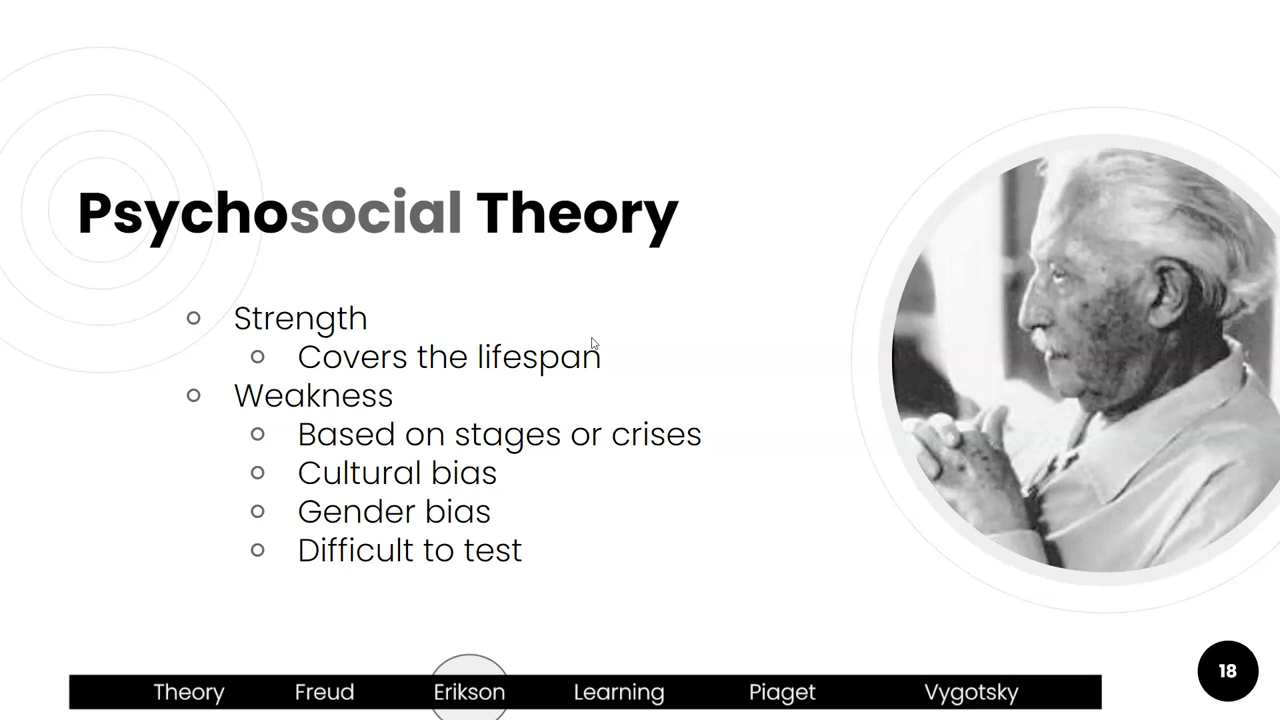 Psychosocial Theory
Strength
Covers the lifespan
Weakness
Based on stages or crises
Cultural bias
Gender bias
Difficult to test
Theory Freud Erikson Learning Piaget Vygotsky
18